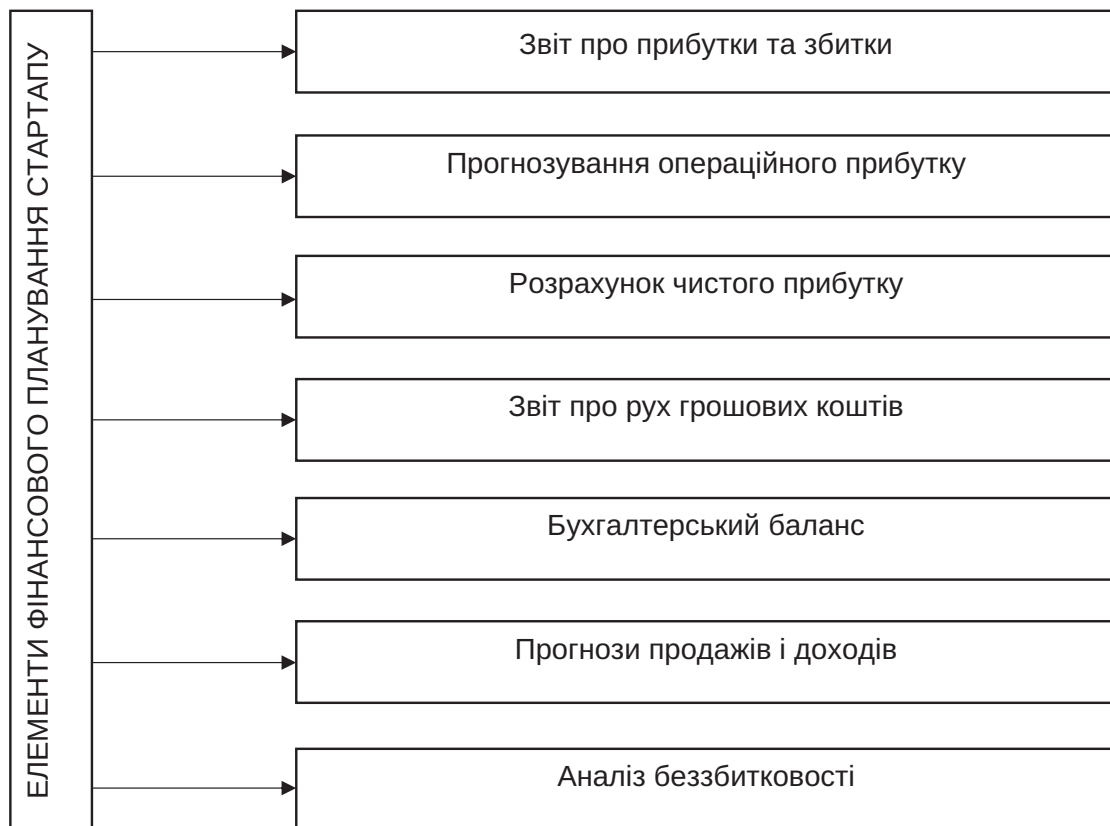 ЕЛЕМЕНТИ ФІНАНСОВОГО ПЛАНУВАННЯ СТАРТАПУ
Звіт про прибутки та збитки
Прогнозування операційного прибутку
Розрахунок чистого прибутку
Звіт про рух грошових коштів
Бухгалтерський баланс
Прогнози продажів і доходів
Аналіз беззбитковості